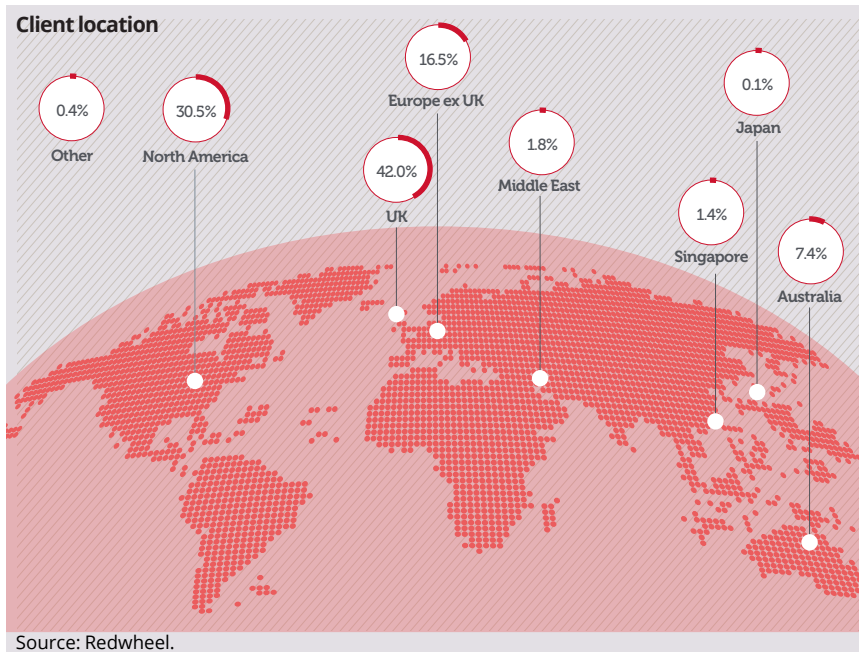 Client location
0.4%
Other
30.5%
North America
42.0%
UK
16.5%
Europe ex UK
1.8%
Middle East
1.4%
Singapore
0.1%
Japan
7.4%
Australia
Source: Redwheel.